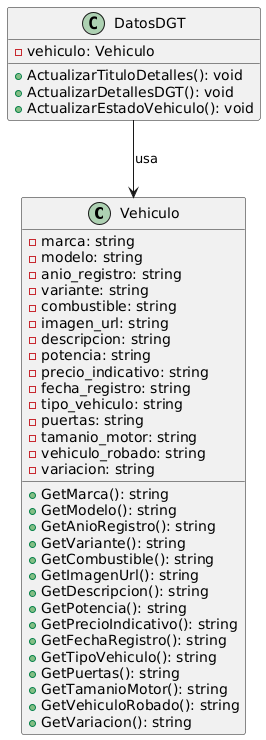 C DatosDGT
vehiculo: Vehiculo
ActualizarTituloDetalles(): void
ActualizarDetallesDGT(): void
ActualizarEstadoVehiculo(): void
usa
C Vehiculo
marca: string
modelo: string
anio_registro: string
variante: string
combustible: string
imagen_url: string
descripcion: string
potencia: string
precio_indicativo: string
fecha_registro: string
tipo_vehiculo: string
puertas: string
tamanio_motor: string
vehiculo_robado: string
variacion: string
GetMarca(): string
GetModelo(): string
GetAnioRegistro(): string
GetVariante(): string
GetCombustible(): string
GetImagenUrl(): string
GetDescripcion(): string
GetPotencia(): string
GetPrecioIndicativo(): string
GetFechaRegistro(): string
GetTipoVehiculo(): string
GetPuertas(): string
GetTamanioMotor(): string
GetVehiculoRobado(): string
GetVariacion(): string